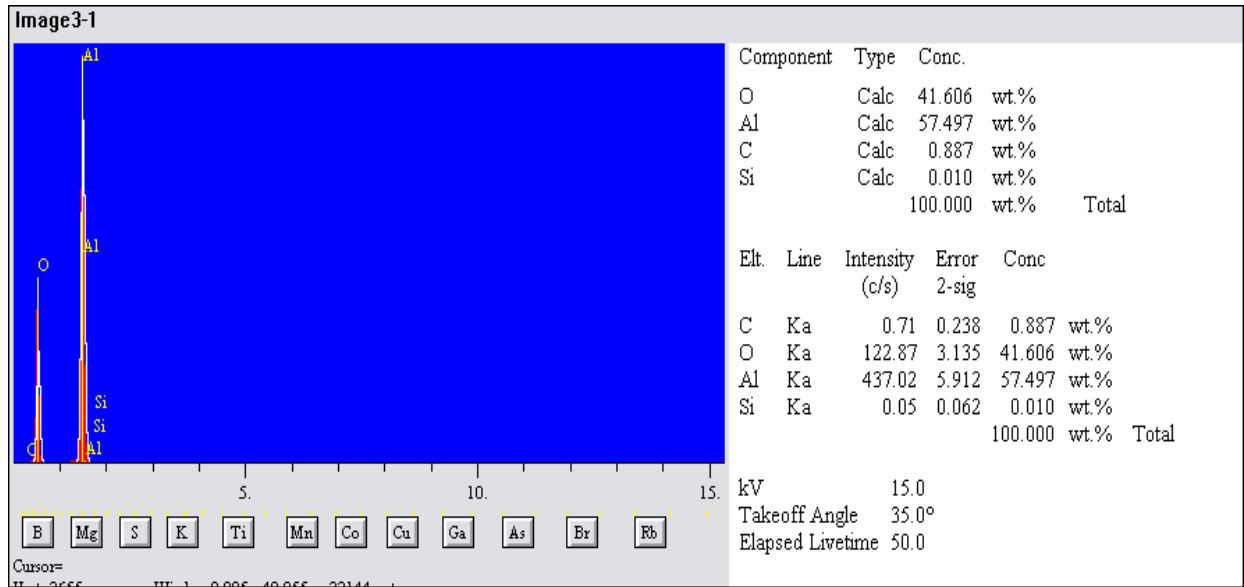 Image3-1
Al
Al
O
Si
Si
C Al
5. 10. 15.
B Mg S K Ti Mn Co Cu Ga As Br Rb
Cursor=
Component Type Conc.
O Calc 41.606 wt.%
Al Calc 57.497 wt.%
C Calc 0.887 wt.%
Si Calc 0.010 wt.%
100.000 wt.% Total
Elt. Line Intensity Error Conc
(c/s) 2-sig
C Ka 0.71 0.238 0.887 wt.%
O Ka 122.87 3.135 41.606 wt.%
Al Ka 437.02 5.912 57.497 wt.%
Si Ka 0.05 0.062 0.010 wt.%
100.000 wt.% Total
kV 15.0
Takeoff Angle 35.0°
Elapsed Livetime 50.0